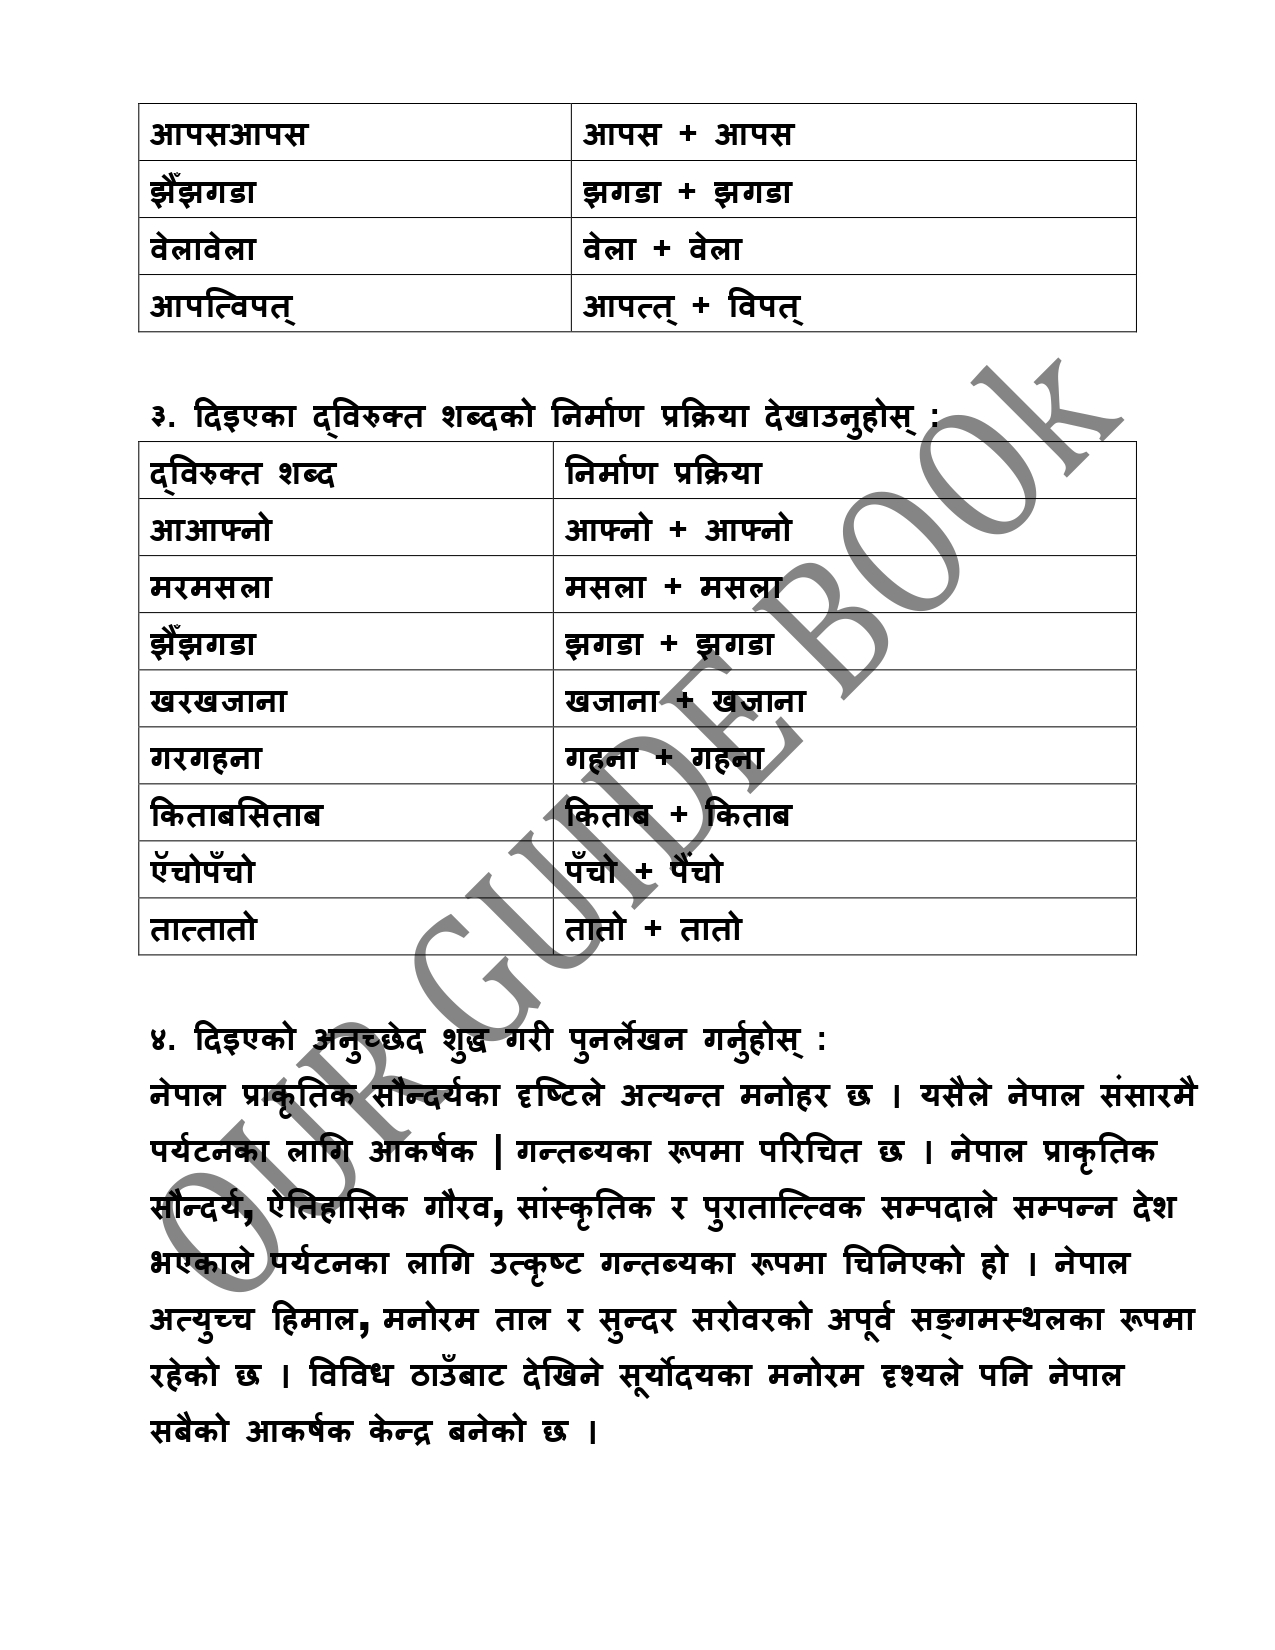 आपसआपस आपस + आपस
झैँझगडा झगडा + झगडा
वेलावेला वेला + वेला
आपत्विपत् आपत्त् + विपत्
३. दिइएका द्विरुक्त शब्दको निर्माण प्रक्रिया देखाउनुहोस् :
द्विरुक्त शब्द निर्माण प्रक्रिया
आआफ्नो आफ्नो + आफ्नो
मरमसला मसला + मसला
झैँझगडा झगडा + झगडा
खरखजाना खजाना + खजाना
गरगहना गहना + गहना
किताबसिताब किताब + किताब
ऍचोपँचो पँचो + पैंचो
तात्तातो तातो + तातो
४. दिइएको अनुच्छेद शुद्ध गरी पुनर्लेखन गर्नुहोस् :
नेपाल प्राकृतिक सौन्दर्यका दृष्टिले अत्यन्त मनोहर छ । यसैले नेपाल संसारमै
पर्यटनका लागि आकर्षक | गन्तब्यका रूपमा परिचित छ । नेपाल प्राकृतिक
सौन्दर्य, ऐतिहासिक गौरव, सांस्कृतिक र पुरातात्त्विक सम्पदाले सम्पन्न देश
भएकाले पर्यटनका लागि उत्कृष्ट गन्तब्यका रूपमा चिनिएको हो । नेपाल
अत्युच्च हिमाल, मनोरम ताल र सुन्दर सरोवरको अपूर्व सङ्गमस्थलका रूपमा
रहेको छ । विविध ठाउँबाट देखिने सूर्योदयका मनोरम दृश्यले पनि नेपाल
सबैको आकर्षक केन्द्र बनेको छ ।
OUR GUIDE BOOk